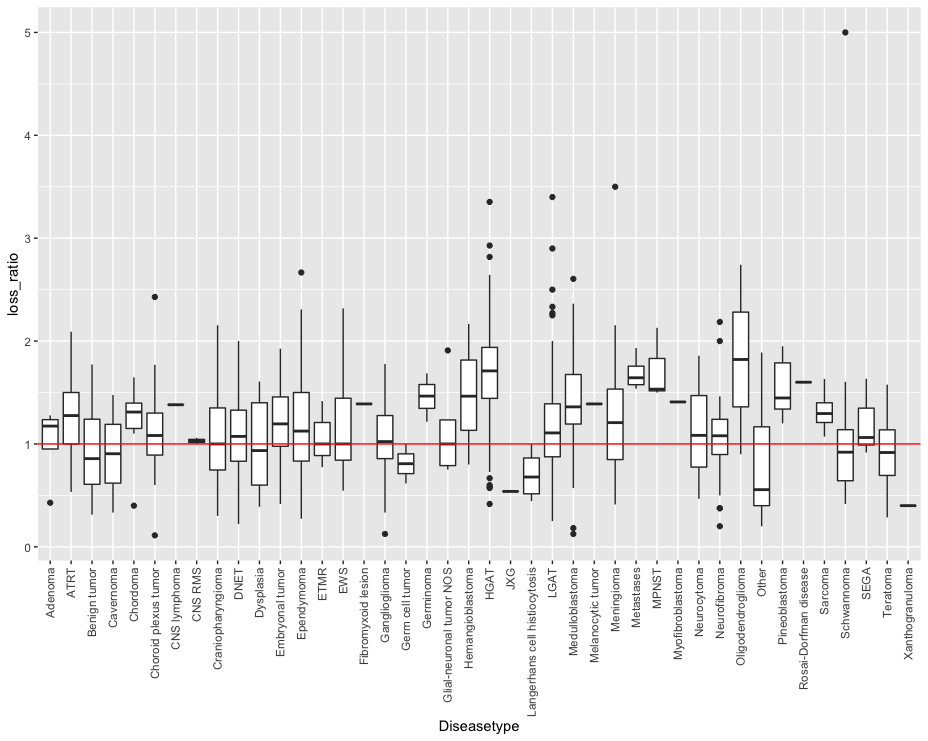 5
4
3
2
1
0
loss_ratio
Adenoma
ATRT
Benign tumor
Cavernoma
Chordoma
Choroid plexus tumor
CNS lymphoma
CNS RMS
Craniopharyngioma
DNET
Dysplasia
Embryonal tumor
Ependymoma
ETMR
EWS
Fibromyxoid lesion
Ganglioglioma
Germ cell tumor
Germinoma
Glial-neuronal tumor NOS
Hemangioblastoma
HGAT
JXG
Langerhans cell histiocytosis
LGAT
Medulloblastoma
Melanocytic tumor
Meningioma
Metastases
MPNST
Myofibroblastoma
Neurocytoma
Neurofibroma
Oligodendroglioma
Other
Pineoblastoma
Rosai-Dorfman disease
Sarcoma
Schwannoma
SEGA
Teratoma
Xanthogranuloma
Diseasetype